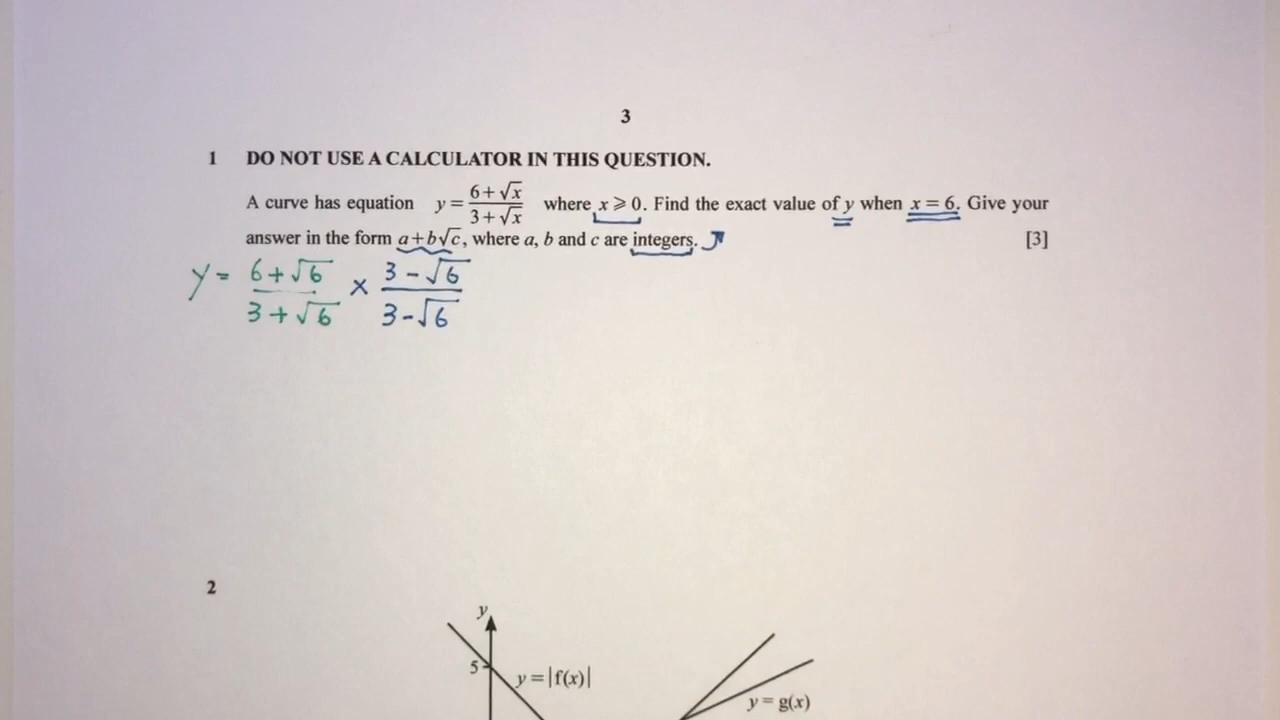 3
1 DO NOT USE A CALCULATOR IN THIS QUESTION.
A curve has equation y = (6 + √x)/(3 + √x) where x ⩾ 0. Find the exact value of y when x = 6. Give your
answer in the form a + b√c, where a, b and c are integers. [3]
y = (6 + √6)/(3 + √6) × (3 - √6)/(3 - √6)
2
y
5
y = |f(x)|
y = g(x)